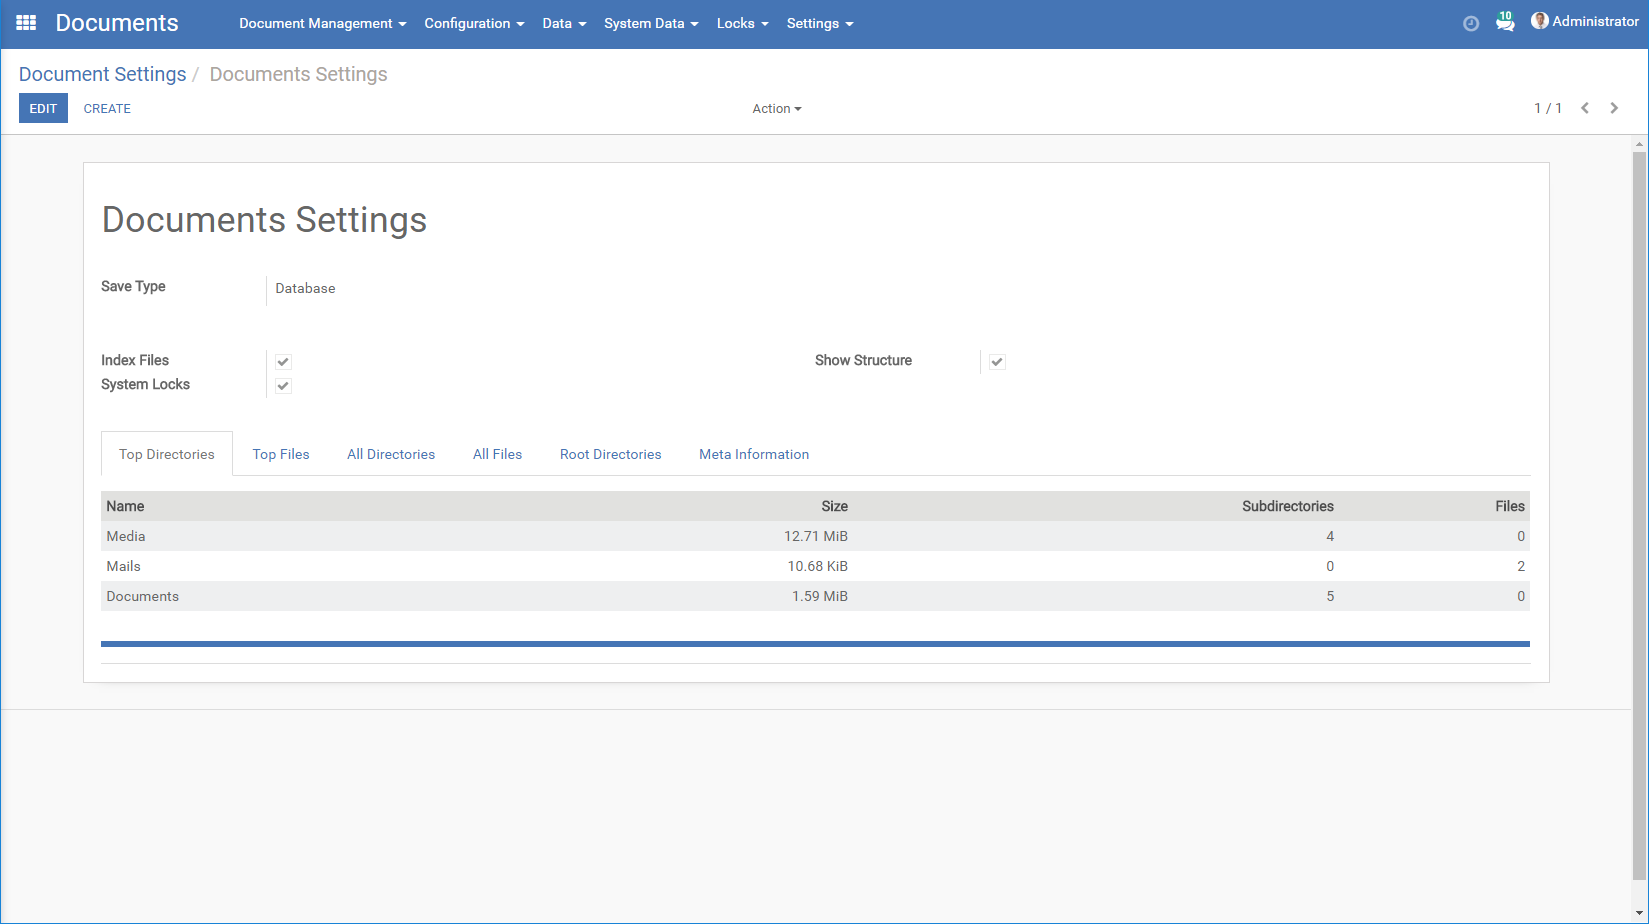 Documents Document Management Configuration Data System Data Locks Settings 10 Administrator
Document Settings / Documents Settings
EDIT CREATE Action 1 / 1
Documents Settings
Save Type Database
Index Files Show Structure
System Locks
Top Directories Top Files All Directories All Files Root Directories Meta Information
Name Size Subdirectories Files
Media 12.71 MiB 4 0
Mails 10.68 KiB 0 2
Documents 1.59 MiB 5 0